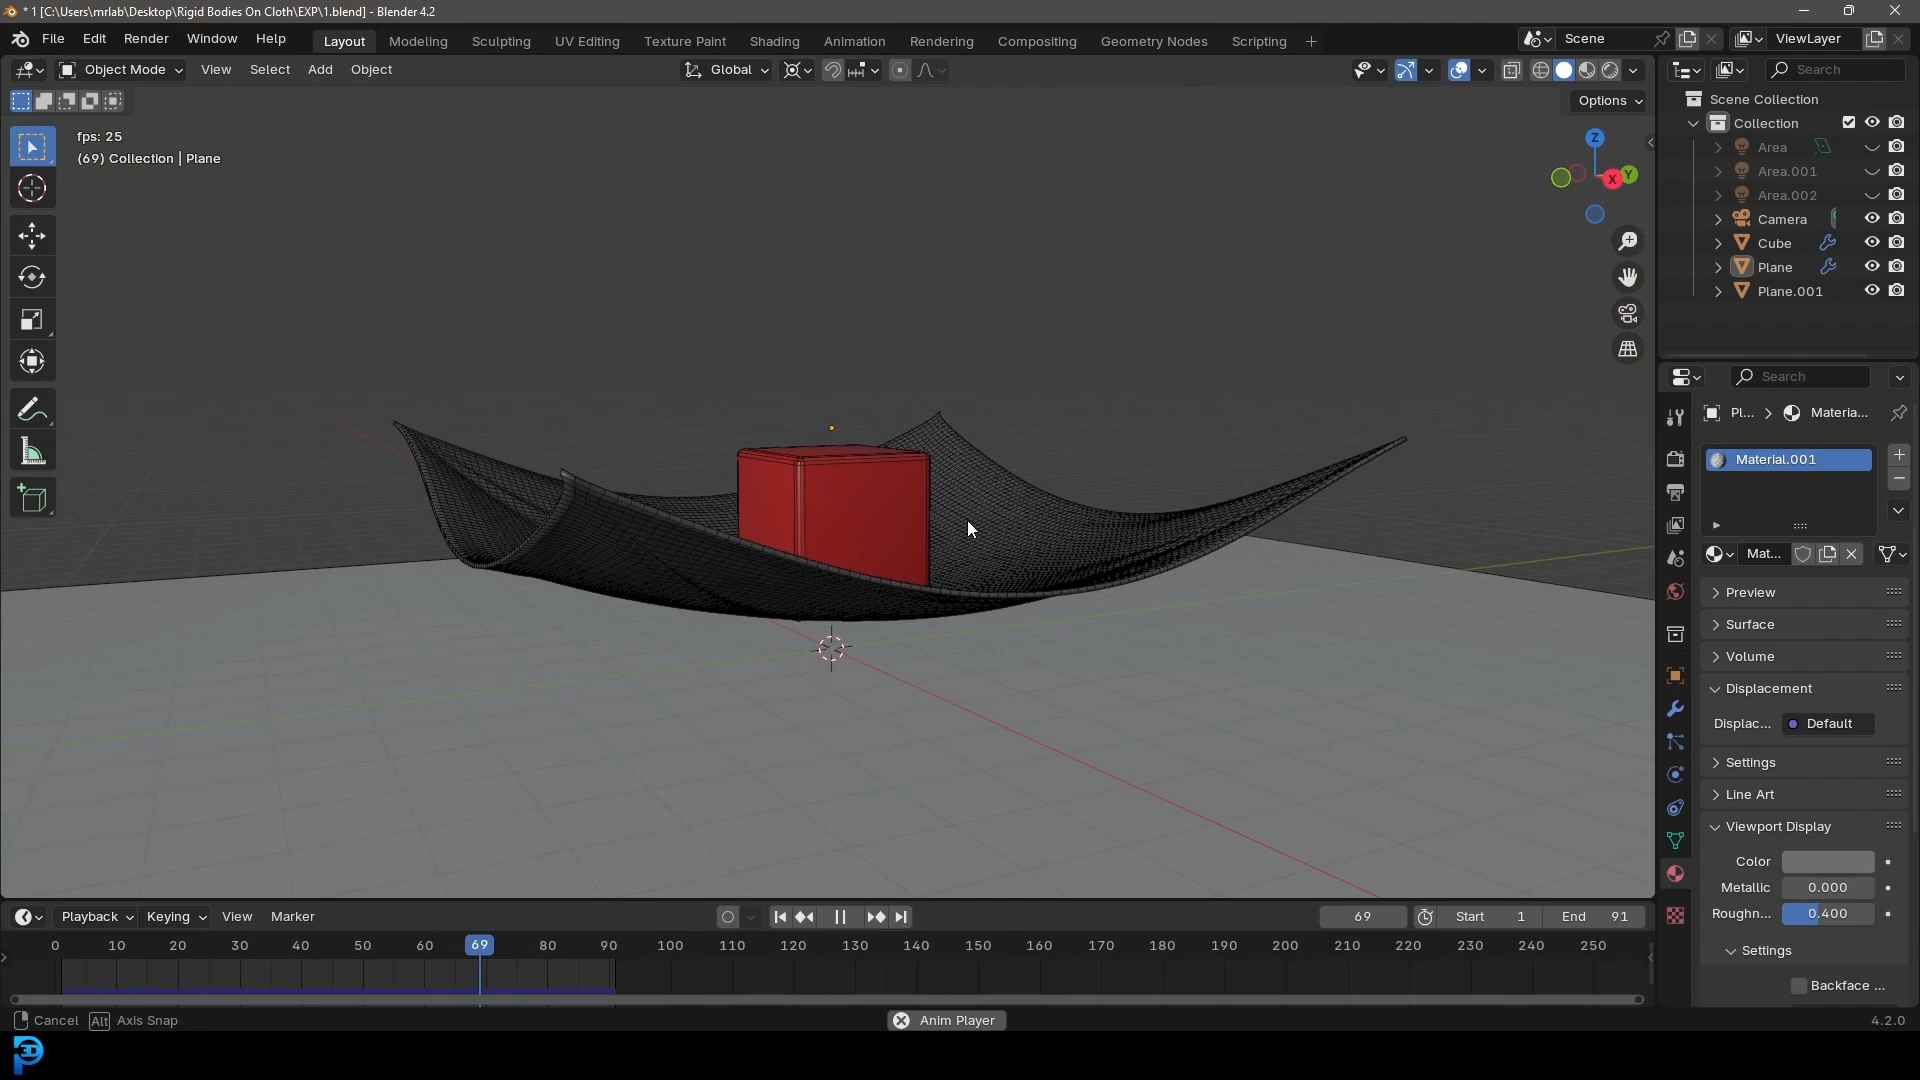 * 1 [C:\Users\mrlab\Desktop\Rigid Bodies On Cloth\EXP\1.blend] - Blender 4.2
File Edit Render Window Help Layout Modeling Sculpting UV Editing Texture Paint Shading Animation Rendering Compositing Geometry Nodes Scripting + Scene ViewLayer
Object Mode View Select Add Object Global Search
Options
Scene Collection
Collection
fps: 25
(69) Collection | Plane
Z
Y
X
Area
Area.001
Area.002
Camera
Cube
Plane
Plane.001
Search
Pl... > Materia...
Material.001
Mat...
Preview
Surface
Volume
Displacement
Displac... Default
Settings
Line Art
Viewport Display
Color
Metallic 0.000
Roughn... 0.400
Settings
Backface ...
Playback Keying View Marker 69 Start 1 End 91
0 10 20 30 40 50 60 69 80 90 100 110 120 130 140 150 160 170 180 190 200 210 220 230 240 250
Cancel Alt Axis Snap Anim Player 4.2.0
3D